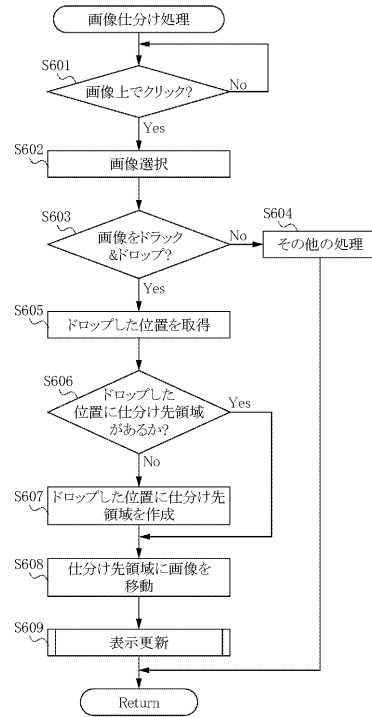 画像仕分け処理
S601
画像上でクリック?
No
Yes
S602
画像選択
S603
画像をドラック
&ドロップ?
No
S604
その他の処理
Yes
S605
ドロップした位置を取得
S606
ドロップした
位置に仕分け先領域
があるか?
Yes
No
S607
ドロップした位置に仕分け先
領域を作成
S608
仕分け先領域に画像を
移動
S609
表示更新
Return